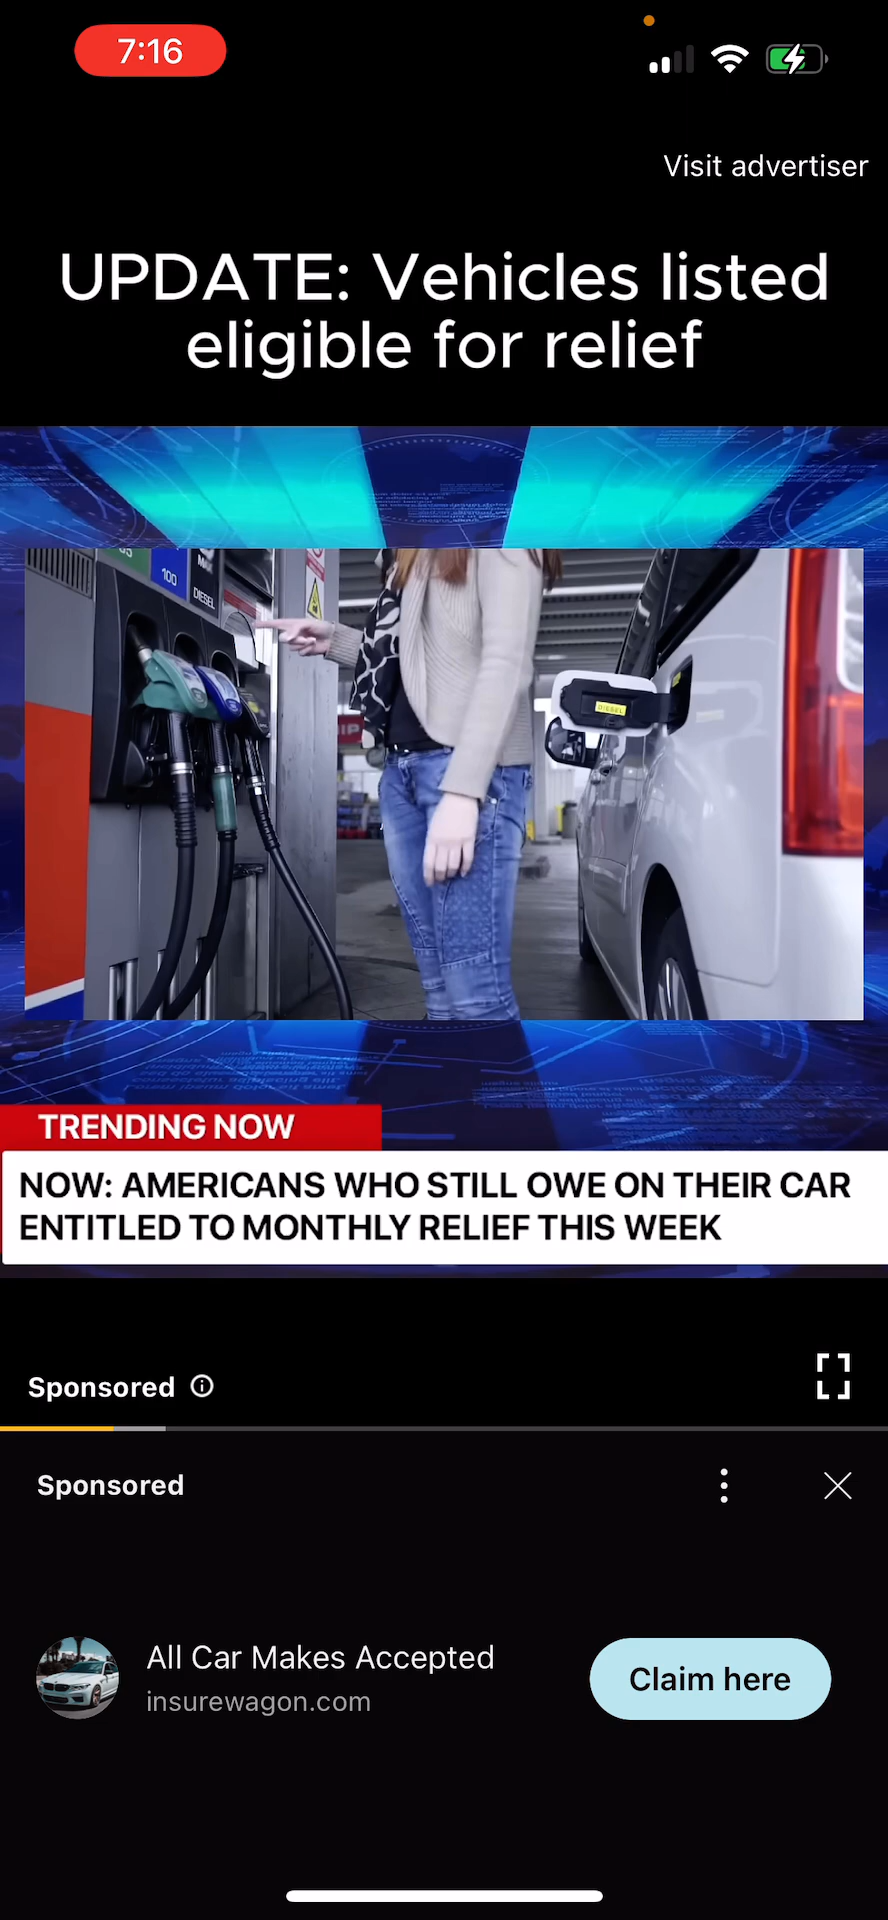 7:16
Visit advertiser
UPDATE: Vehicles listed
eligible for relief
100
DIESEL
DIESEL
TRENDING NOW
NOW: AMERICANS WHO STILL OWE ON THEIR CAR
ENTITLED TO MONTHLY RELIEF THIS WEEK
Sponsored
Sponsored
All Car Makes Accepted
insurewagon.com
Claim here